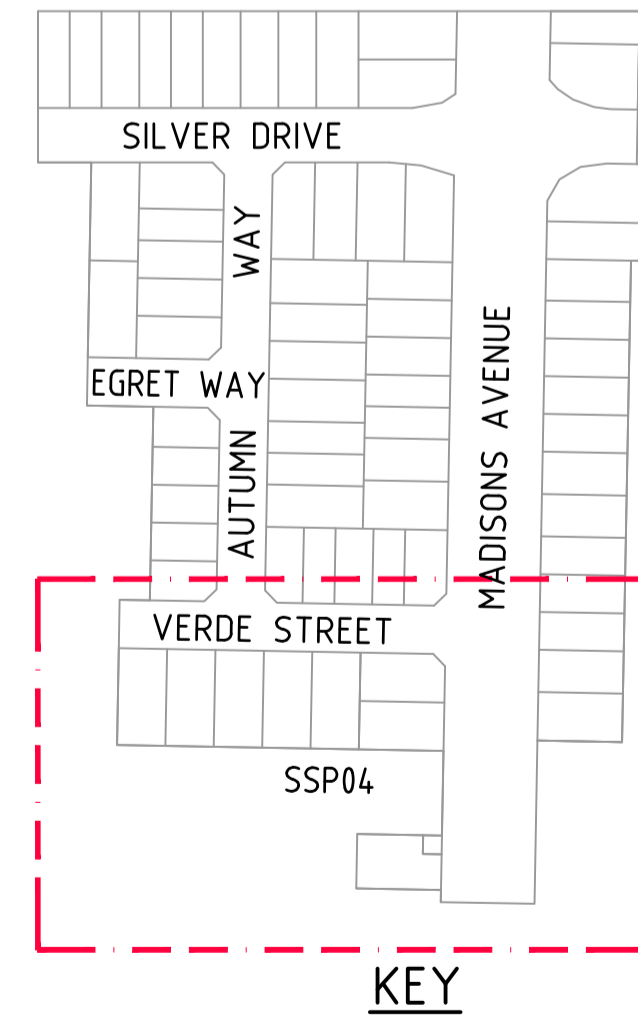 SILVER DRIVE
WAY
EGRET WAY
AUTUMN
MADISONS AVENUE
VERDE STREET
SSP04
KEY